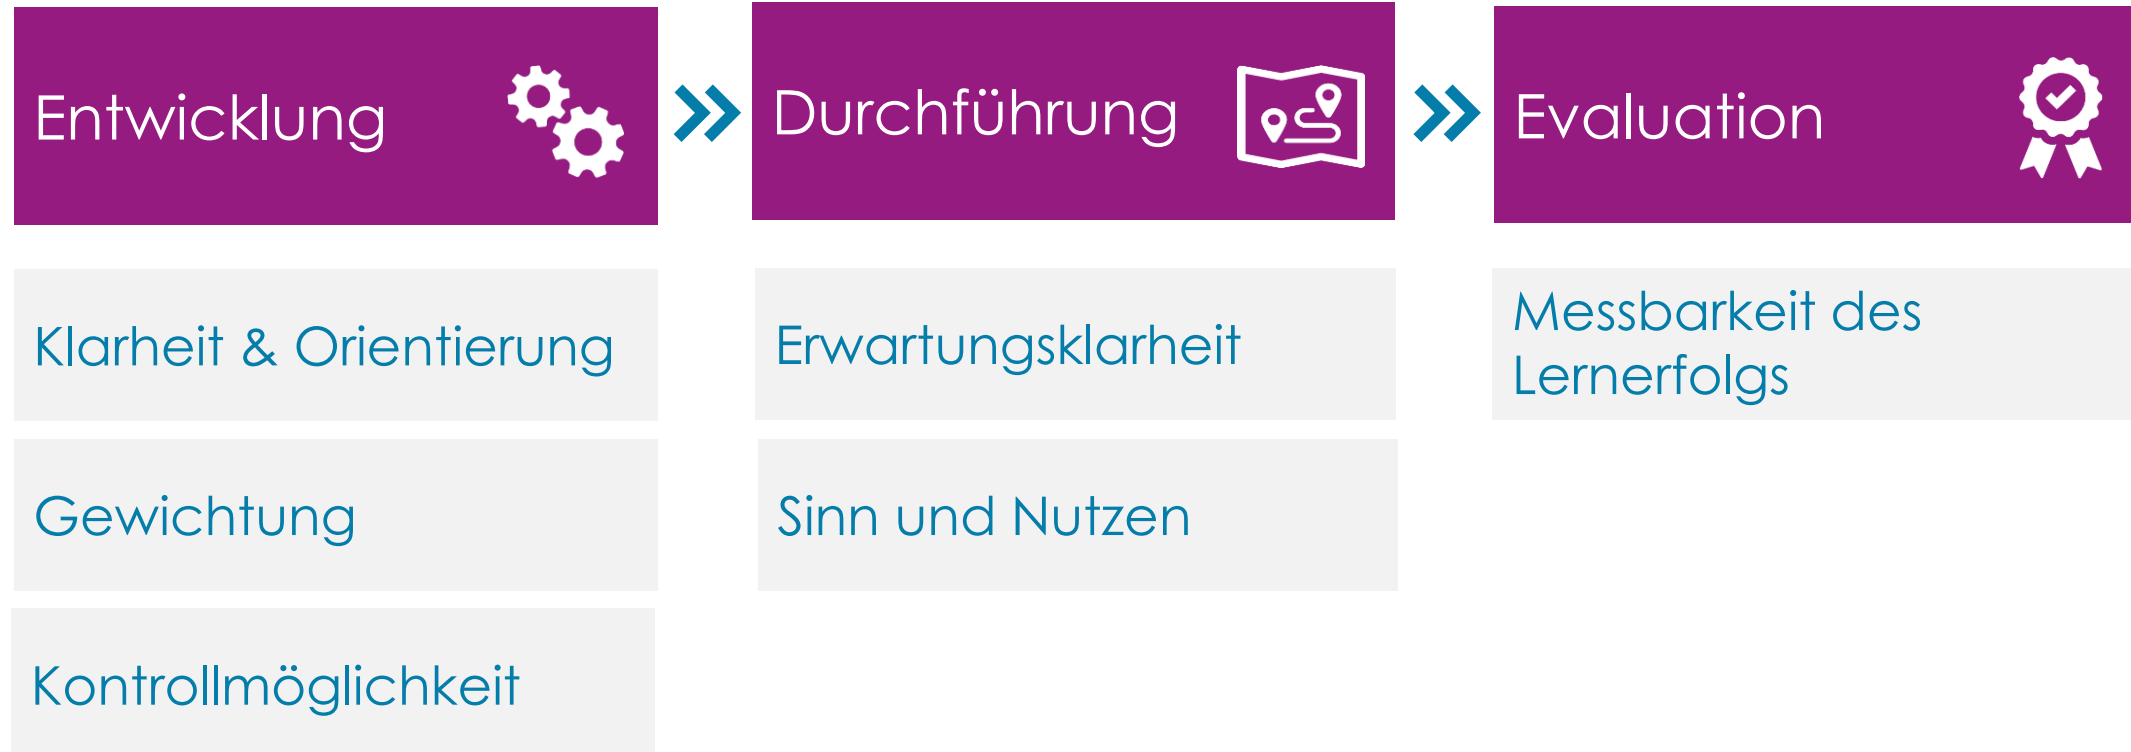 Entwicklung
Durchführung
Evaluation
Klarheit & Orientierung
Gewichtung
Kontrollmöglichkeit
Erwartungsklarheit
Sinn und Nutzen
Messbarkeit des
Lernerfolgs